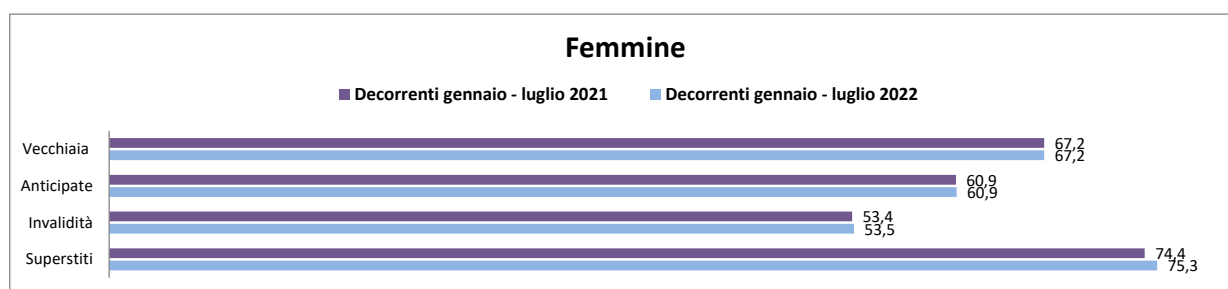 Femmine
Decorrenti gennaio - luglio 2021 Decorrenti gennaio - luglio 2022
Vecchiaia 67,2
67,2
Anticipate 60,9
60,9
Invalidità 53,4
53,5
Superstiti 74,4
75,3